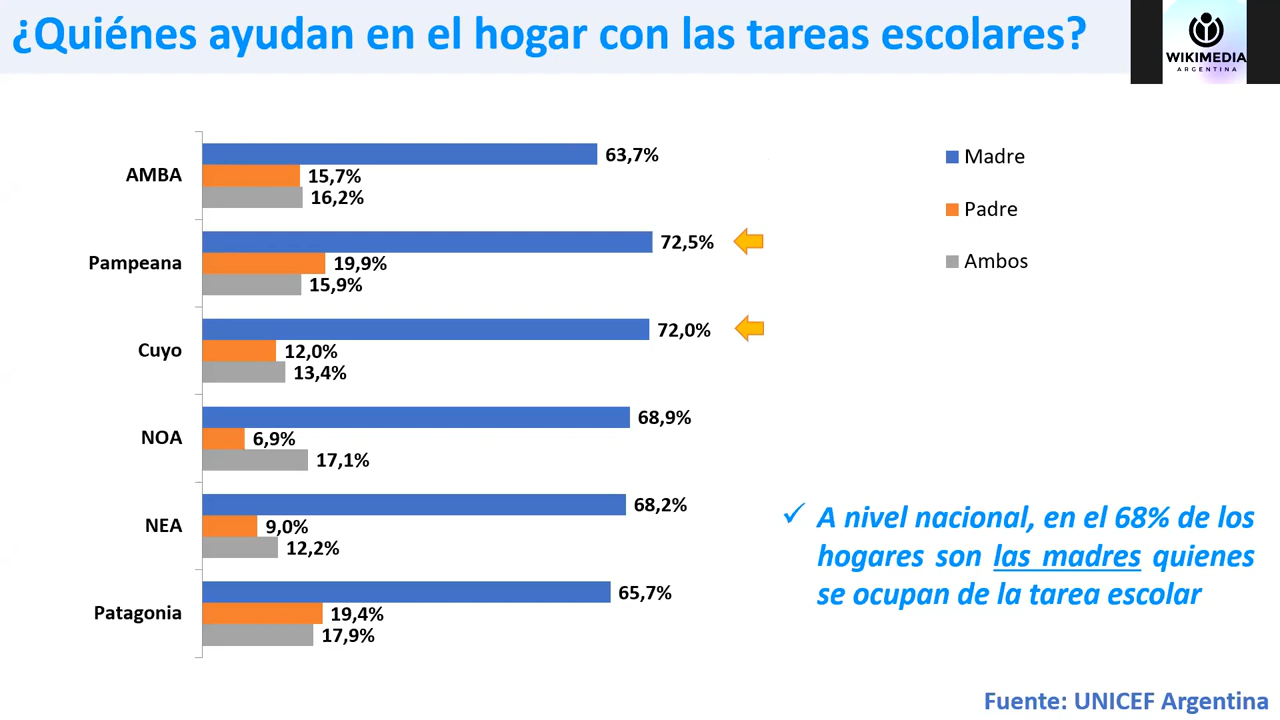 ¿Quiénes ayudan en el hogar con las tareas escolares?
WIKIMEDIA
ARGENTINA
AMBA
63,7%
15,7%
16,2%
Pampeana
72,5%
19,9%
15,9%
Cuyo
72,0%
12,0%
13,4%
NOA
68,9%
6,9%
17,1%
NEA
68,2%
9,0%
12,2%
Patagonia
65,7%
19,4%
17,9%
Madre
Padre
Ambos
✓ A nivel nacional, en el 68% de los
hogares son las madres quienes
se ocupan de la tarea escolar
Fuente: UNICEF Argentina